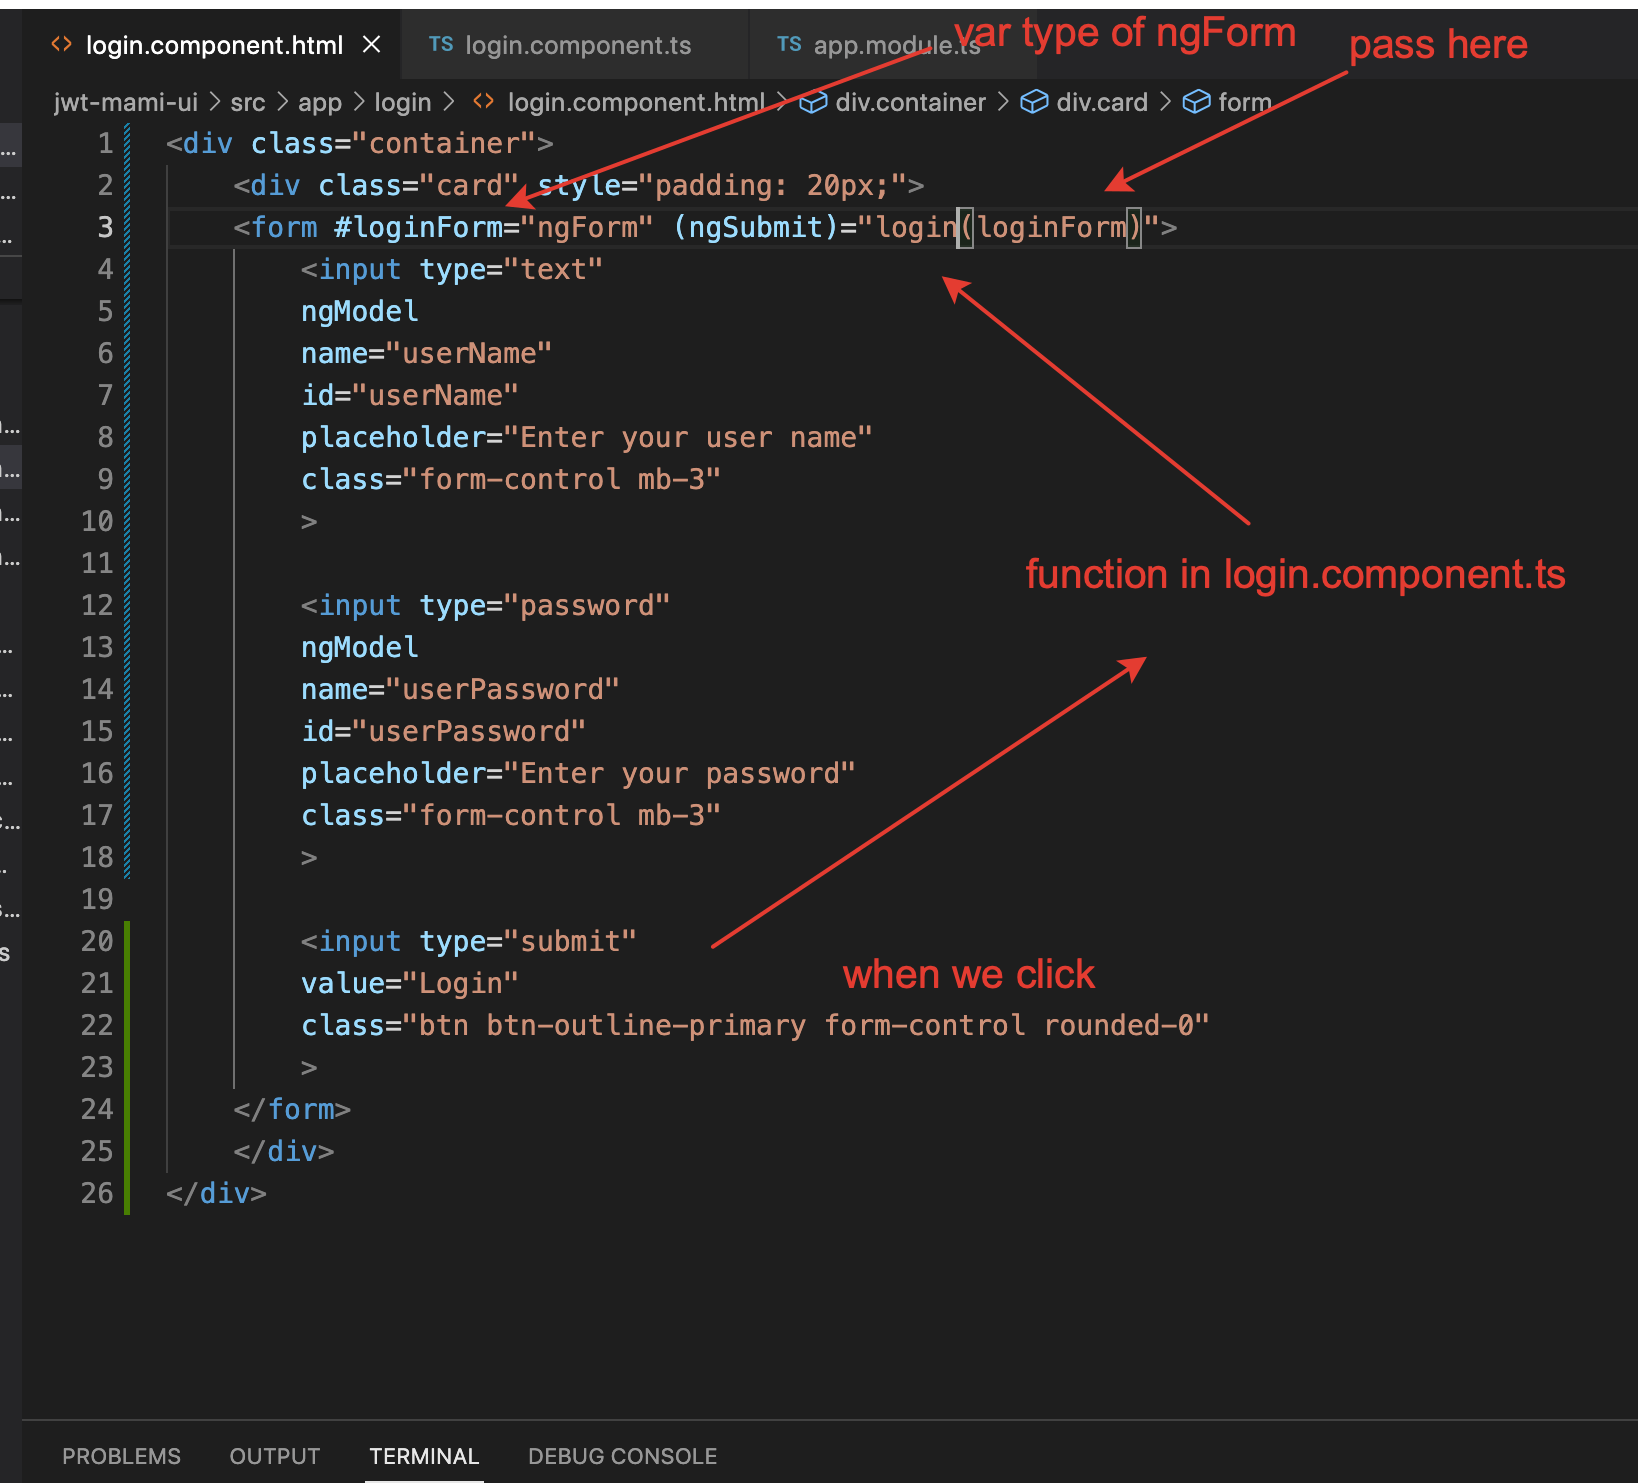 login.component.html
TS login.component.ts
TS app.module.ts
var type of ngForm
pass here
jwt-mami-ui > src > app > login > <> login.component.html > div.container > div.card > form
1 <div class="container">
2 <div class="card" style="padding: 20px;">
3 <form #loginForm="ngForm" (ngSubmit)="login(loginForm)">
4 <input type="text"
5 ngModel
6 name="userName"
7 id="userName"
8 placeholder="Enter your user name"
9 class="form-control mb-3"
10 >
11
function in login.component.ts
12 <input type="password"
13 ngModel
14 name="userPassword"
15 id="userPassword"
16 placeholder="Enter your password"
17 class="form-control mb-3"
18 >
19
20 <input type="submit"
when we click
21 value="Login"
22 class="btn btn-outline-primary form-control rounded-0"
23 >
24 </form>
25 </div>
26 </div>
PROBLEMS OUTPUT TERMINAL DEBUG CONSOLE